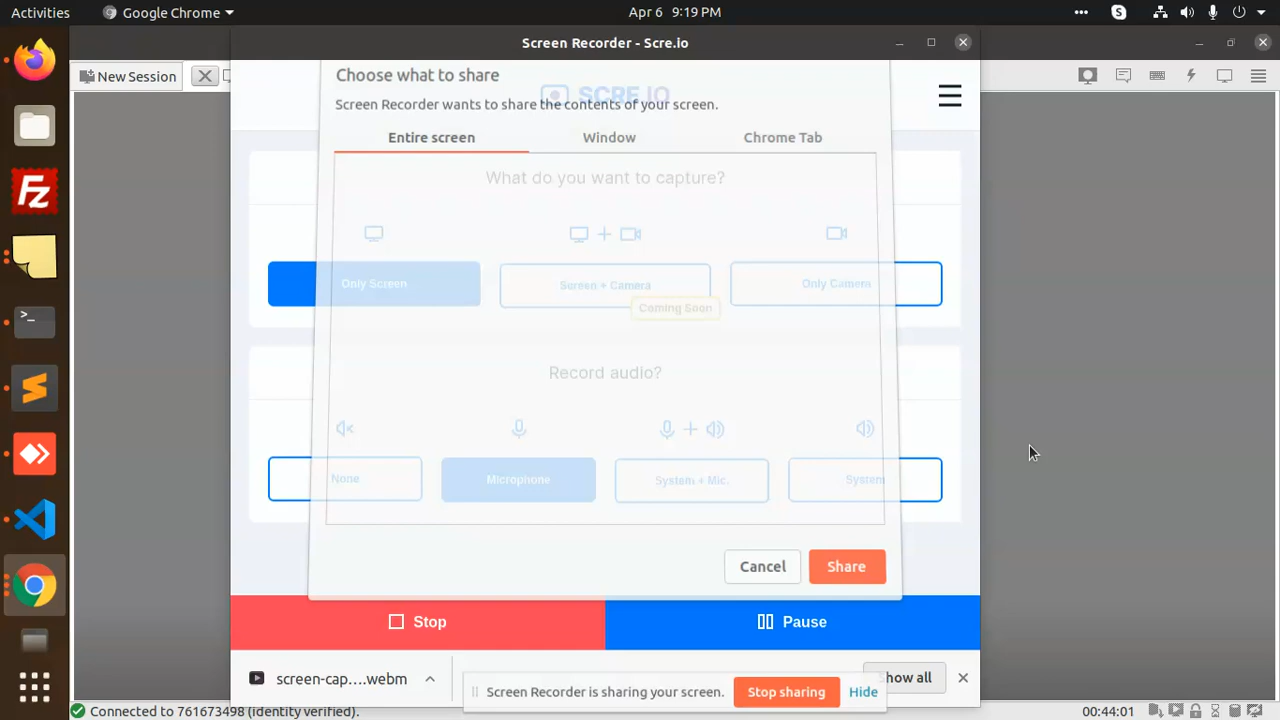 Activities
Google Chrome
Apr 6 9:19 PM
Screen Recorder - Scre.io
New Session
Choose what to share
SCRE.IO
Screen Recorder wants to share the contents of your screen.
Entire screen Window Chrome Tab
What do you want to capture?
Only Screen Screen + Camera Only Camera
Coming Soon
Record audio?
None Microphone System + Mic. System
Cancel Share
Stop Pause
screen-cap....webm
Screen Recorder is sharing your screen. Stop sharing Hide
Show all
Connected to 761673498 (identity verified).
00:44:01